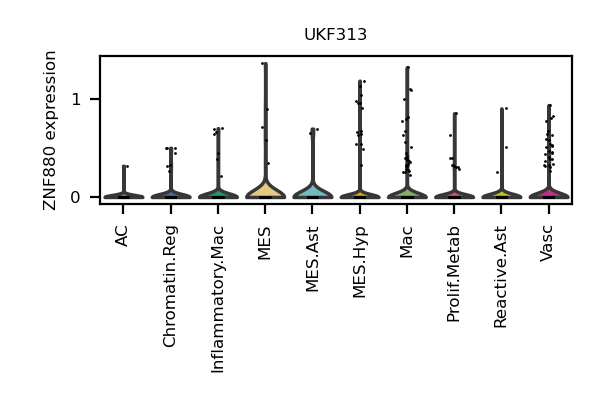 UKF313
ZNF880 expression
1
0
AC
Chromatin.Reg
Inflammatory.Mac
MES
MES.Ast
MES.Hyp
Mac
Prolif.Metab
Reactive.Ast
Vasc